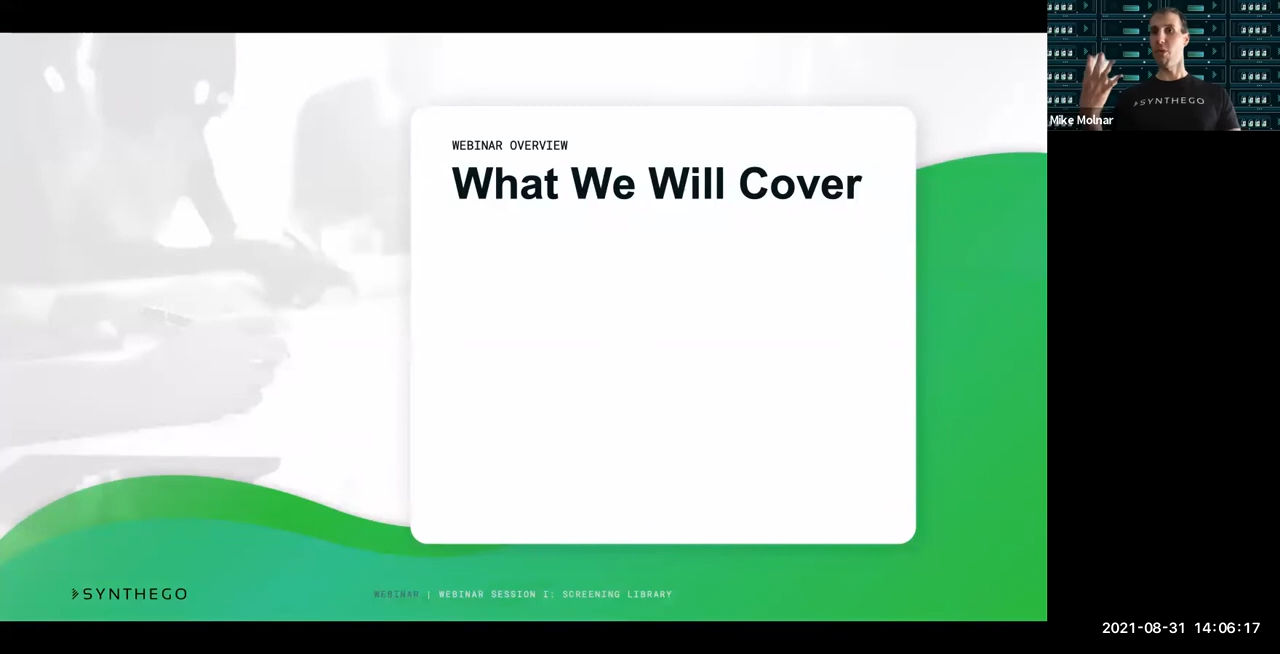 SYNTHEGO
Mike Molnar
WEBINAR OVERVIEW
What We Will Cover
SYNTHEGO
WEBINAR | WEBINAR SESSION I: SCREENING LIBRARY
2021-08-31 14:06:17